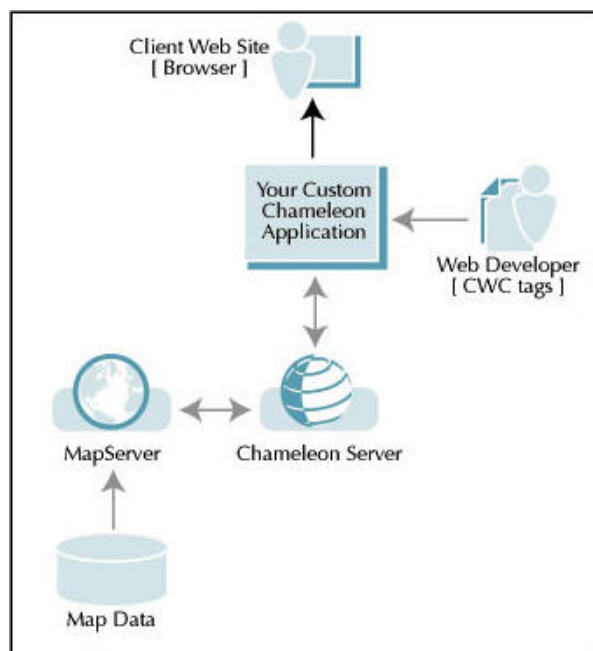 Client Web Site
[ Browser ]
Your Custom
Chameleon
Application
Web Developer
[ CWC tags ]
MapServer
Chameleon Server
Map Data